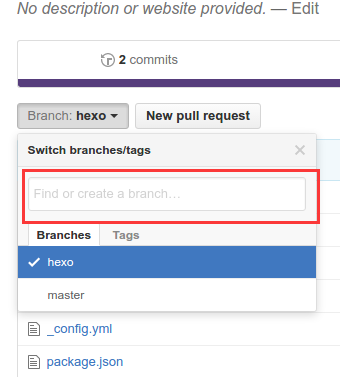 No description or website provided. — Edit
2 commits
Branch: hexo
New pull request
Switch branches/tags
Find or create a branch…
Branches
Tags
hexo
master
_config.yml
package.json